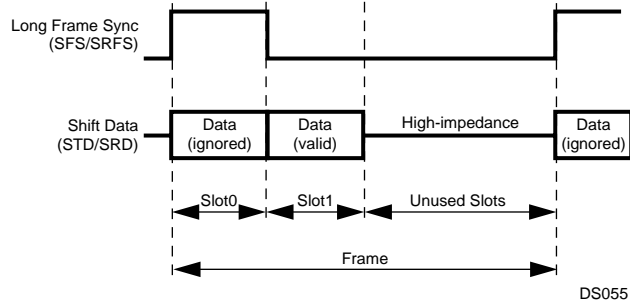 Long Frame Sync
(SFS/SRFS)
Shift Data
(STD/SRD)
Data
(ignored)
Data
(valid)
High-impedance
Data
(ignored)
Slot0
Slot1
Unused Slots
Frame
DS055